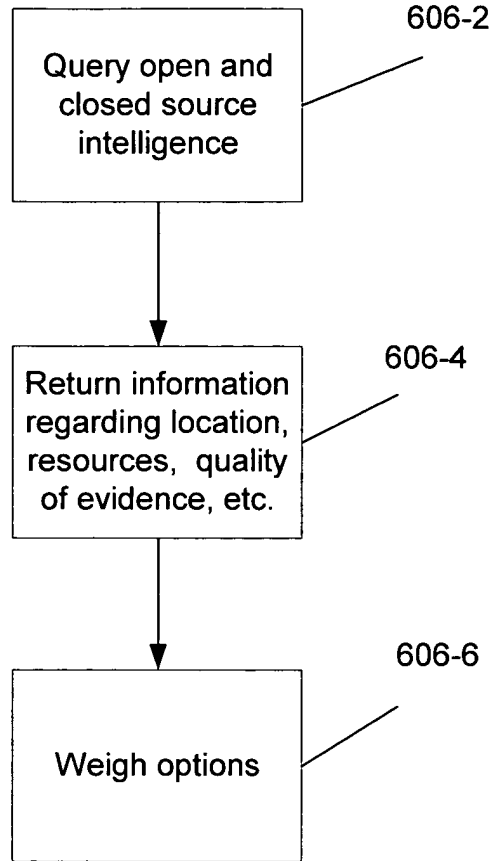 606-2
Query open and
closed source
intelligence
606-4
Return information
regarding location,
resources, quality
of evidence, etc.
606-6
Weigh options